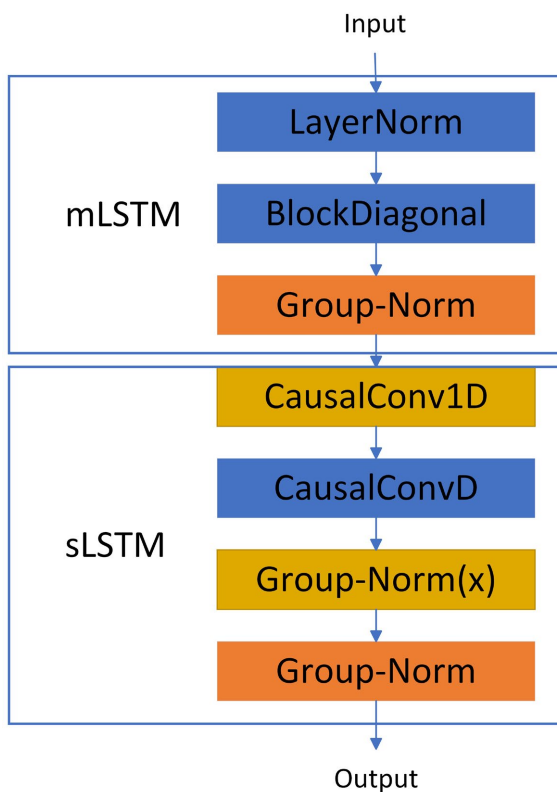 Input
LayerNorm
mLSTM
BlockDiagonal
Group-Norm
CausalConv1D
CausalConvD
sLSTM
Group-Norm(x)
Group-Norm
Output